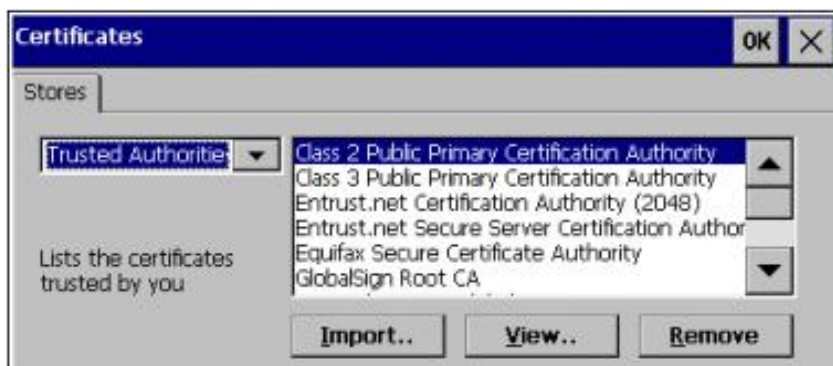 Certificates
OK
Stores
Trusted Authoritie
Class 2 Public Primary Certification Authority
Class 3 Public Primary Certification Authority
Entrust.net Certification Authority (2048)
Entrust.net Secure Server Certification Author
Equifax Secure Certificate Authority
GlobalSign Root CA
Lists the certificates
trusted by you
Import..
View..
Remove